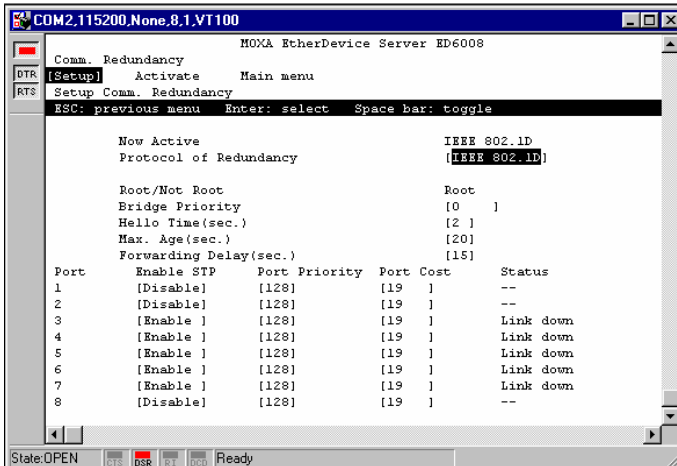 COM2,115200,None,8,1,VT100
MOXA EtherDevice Server ED6008
Comm. Redundancy
DTR [Setup] Activate Main menu
RTS Setup Comm. Redundancy
ESC: previous menu Enter: select Space bar: toggle
Now Active IEEE 802.1D
Protocol of Redundancy [IEEE 802.1D]
Root/Not Root Root
Bridge Priority [0 ]
Hello Time(sec.) [2 ]
Max. Age(sec.) [20]
Forwarding Delay(sec.) [15]
Port Enable STP Port Priority Port Cost Status
1 [Disable] [128] [19 ] --
2 [Disable] [128] [19 ] --
3 [Enable ] [128] [19 ] Link down
4 [Enable ] [128] [19 ] Link down
5 [Enable ] [128] [19 ] Link down
6 [Enable ] [128] [19 ] Link down
7 [Enable ] [128] [19 ] Link down
8 [Disable] [128] [19 ] --
State:OPEN CTS DSR RI DCD Ready